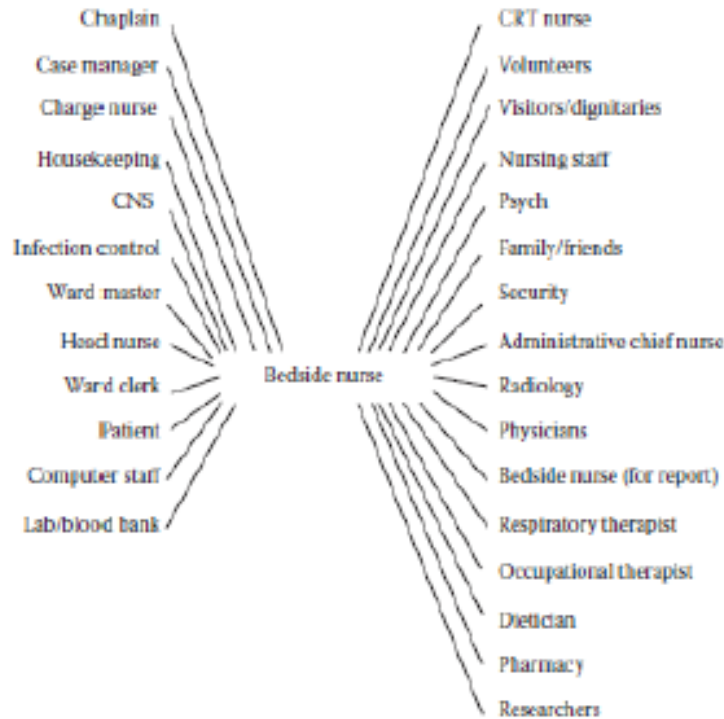 Chaplain
Case manager
Charge nurse
Housekeeping
CNS
Infection control
Ward master
Head nurse
Ward clerk
Patient
Computer staff
Lab/blood bank
Bedside nurse
CRT nurse
Volunteers
Visitors/dignitaries
Nursing staff
Psych
Family/friends
Security
Administrative chief nurse
Radiology
Physicians
Bedside nurse (for report)
Respiratory therapist
Occupational therapist
Dietician
Pharmacy
Researchers